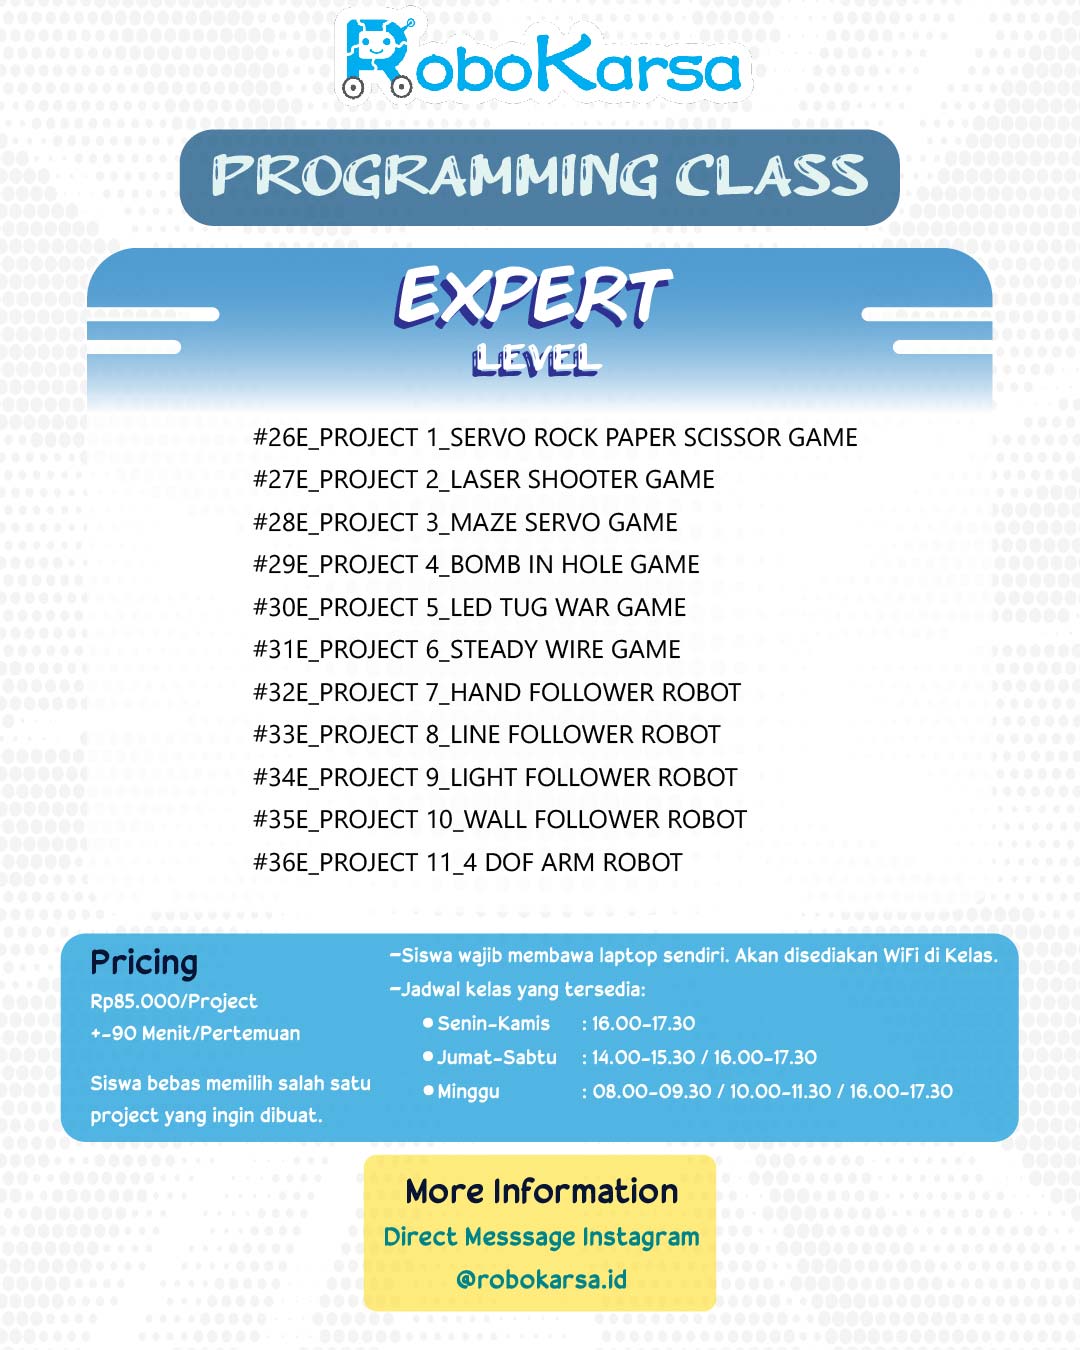 RoboKarsa
PROGRAMMING CLASS
EXPERT
LEVEL
#26E_PROJECT 1_SERVO ROCK PAPER SCISSOR GAME
#27E_PROJECT 2_LASER SHOOTER GAME
#28E_PROJECT 3_MAZE SERVO GAME
#29E_PROJECT 4_BOMB IN HOLE GAME
#30E_PROJECT 5_LED TUG WAR GAME
#31E_PROJECT 6_STEADY WIRE GAME
#32E_PROJECT 7_HAND FOLLOWER ROBOT
#33E_PROJECT 8_LINE FOLLOWER ROBOT
#34E_PROJECT 9_LIGHT FOLLOWER ROBOT
#35E_PROJECT 10_WALL FOLLOWER ROBOT
#36E_PROJECT 11_4 DOF ARM ROBOT
Pricing
Rp85.000/Project
+-90 Menit/Pertemuan
Siswa bebas memilih salah satu
project yang ingin dibuat.
-Siswa wajib membawa laptop sendiri. Akan disediakan WiFi di Kelas.
-Jadwal kelas yang tersedia:
• Senin-Kamis : 16.00-17.30
• Jumat-Sabtu : 14.00-15.30 / 16.00-17.30
• Minggu : 08.00-09.30 / 10.00-11.30 / 16.00-17.30
More Information
Direct Messsage Instagram
@robokarsa.id